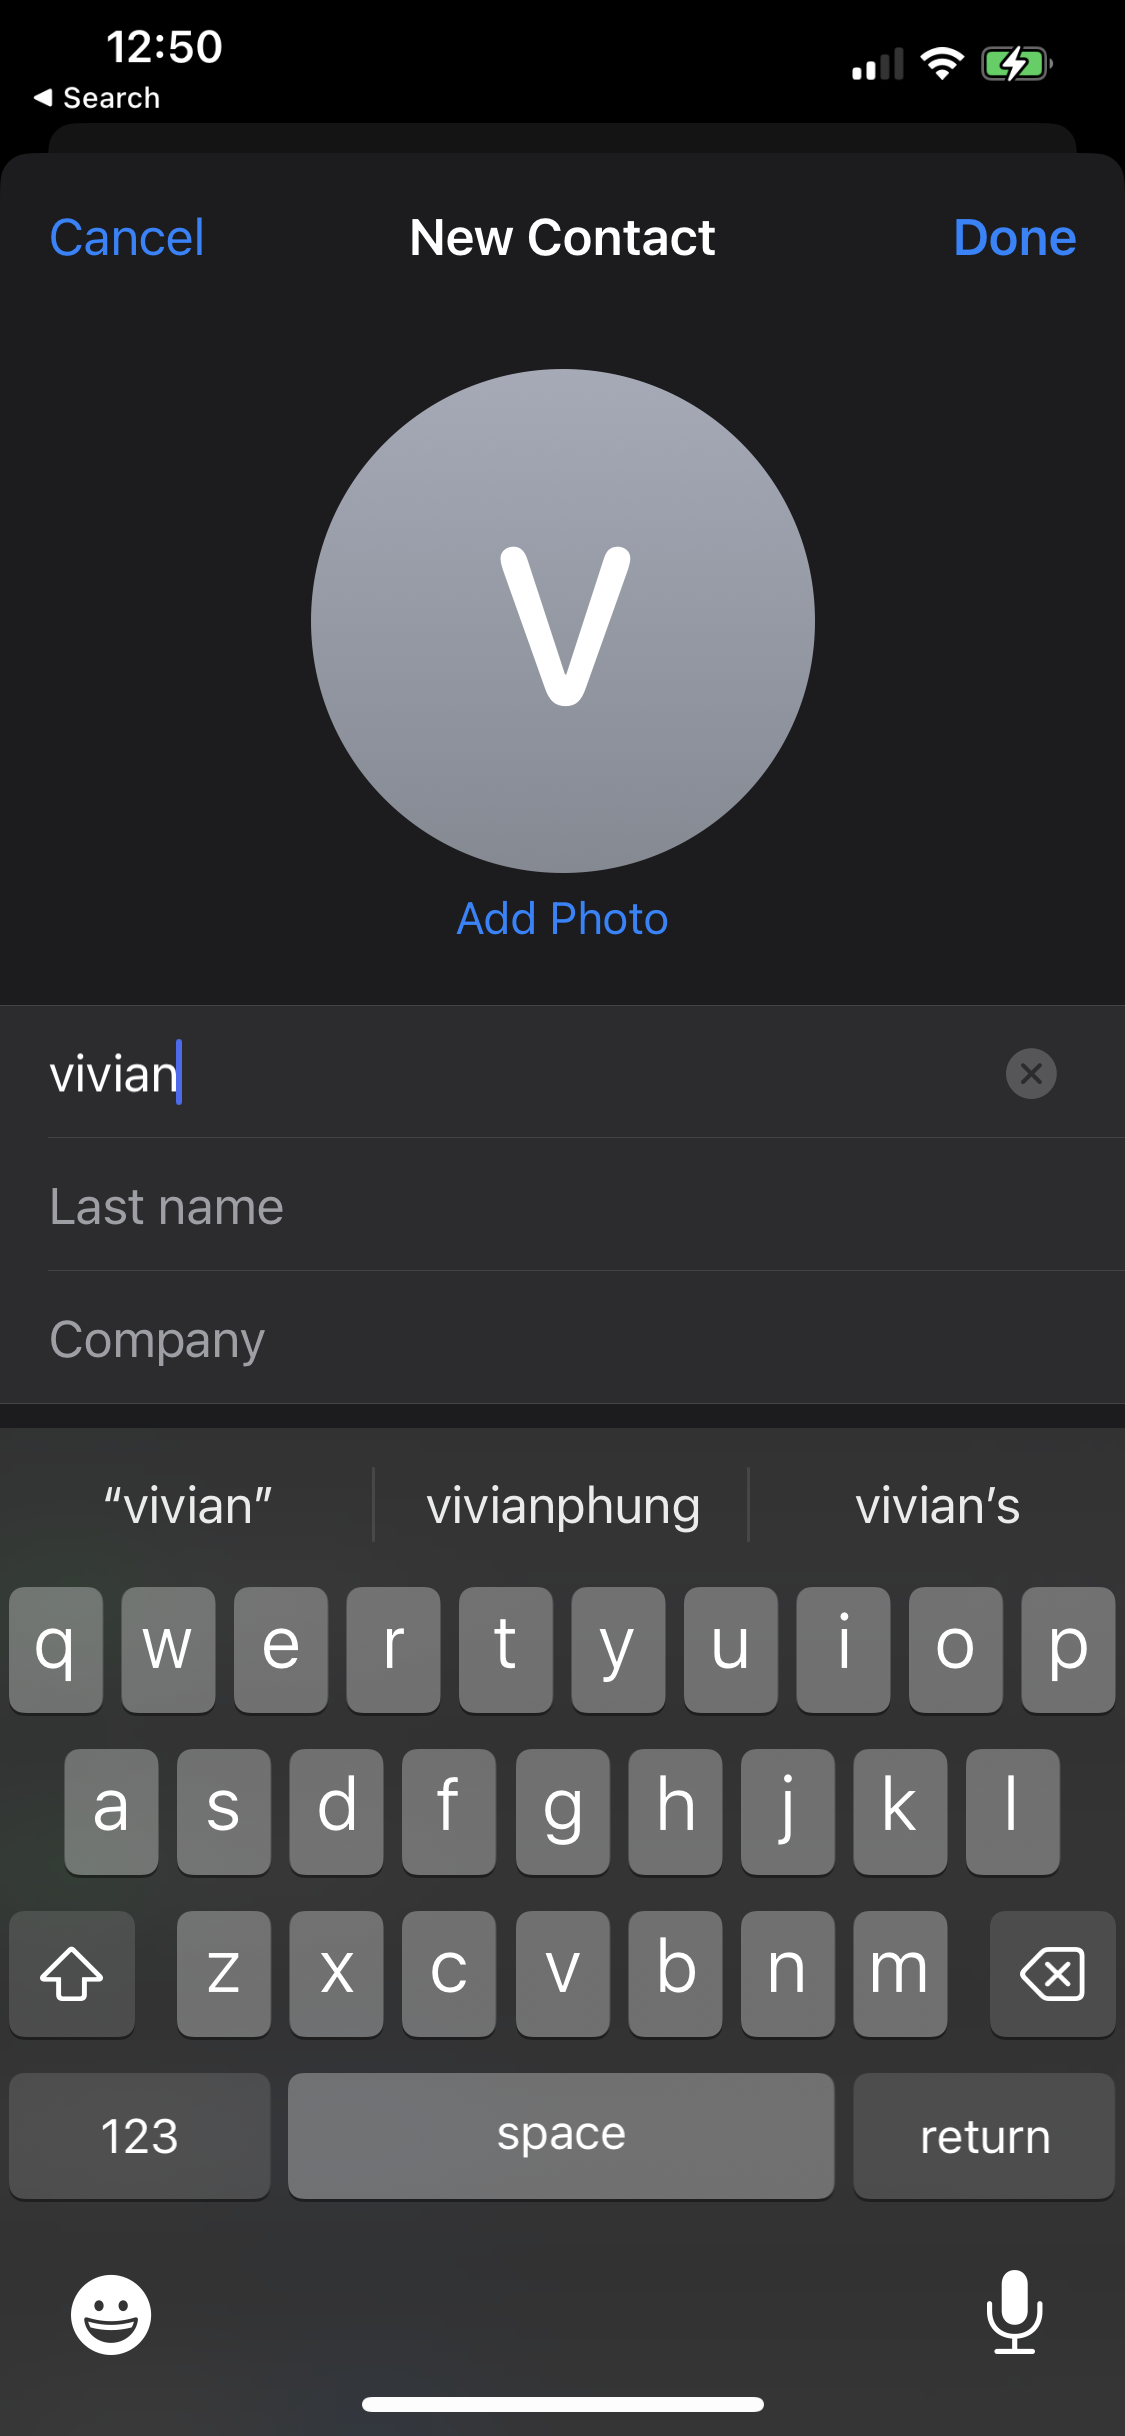 12:50
◀ Search
Cancel New Contact Done
V
Add Photo
vivian
Last name
Company
“vivian” vivianphung vivian’s
q w e r t y u i o p
a s d f g h j k l
z x c v b n m
123 space return